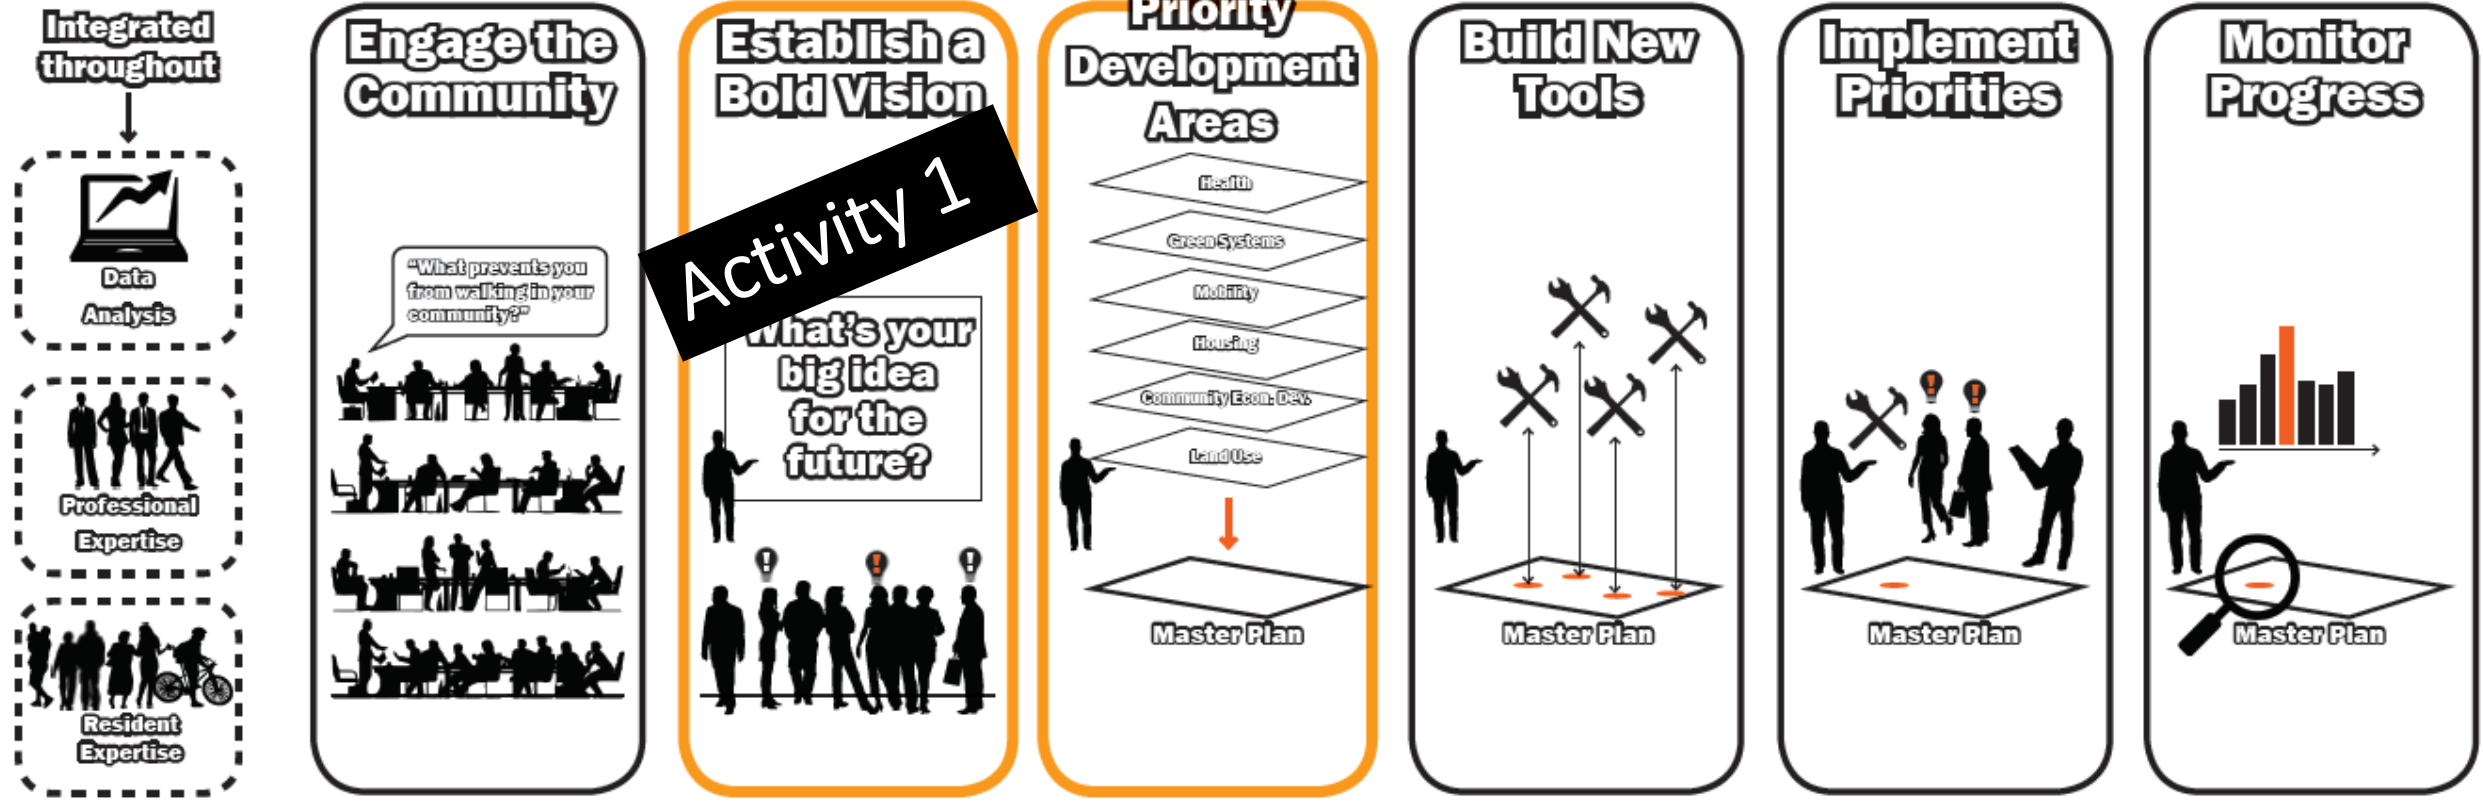 Integrated
throughout
Data
Analysis
Professional
Expertise
Resident
Expertise
Engage the
Community
"What prevents you
from walking in your
community?"
Establish a
Bold Vision
Activity 1
What's your
big idea
for the
future?
Priority
Development
Areas
Health
Green Systems
Mobility
Housing
Community Econ. Dev.
Land Use
Master Plan
Build New
Tools
Master Plan
Implement
Priorities
Master Plan
Monitor
Progress
Master Plan